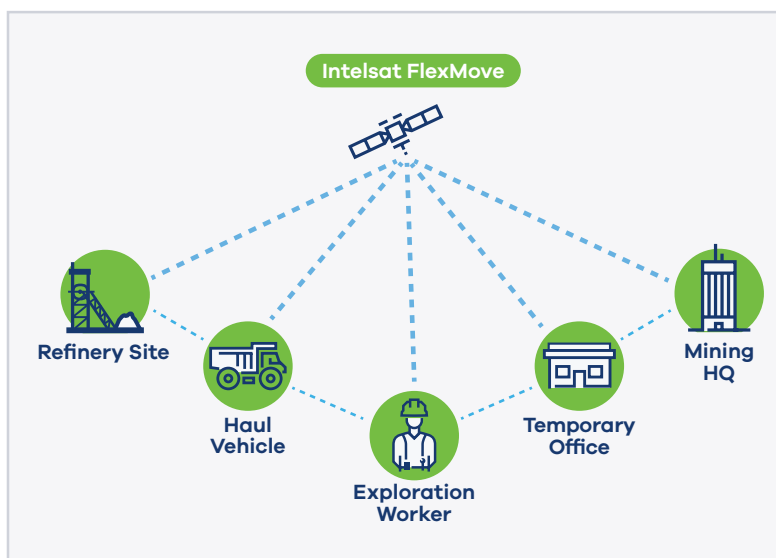 Intelsat FlexMove
Refinery Site
Haul
Vehicle
Exploration
Worker
Temporary
Office
Mining
HQ